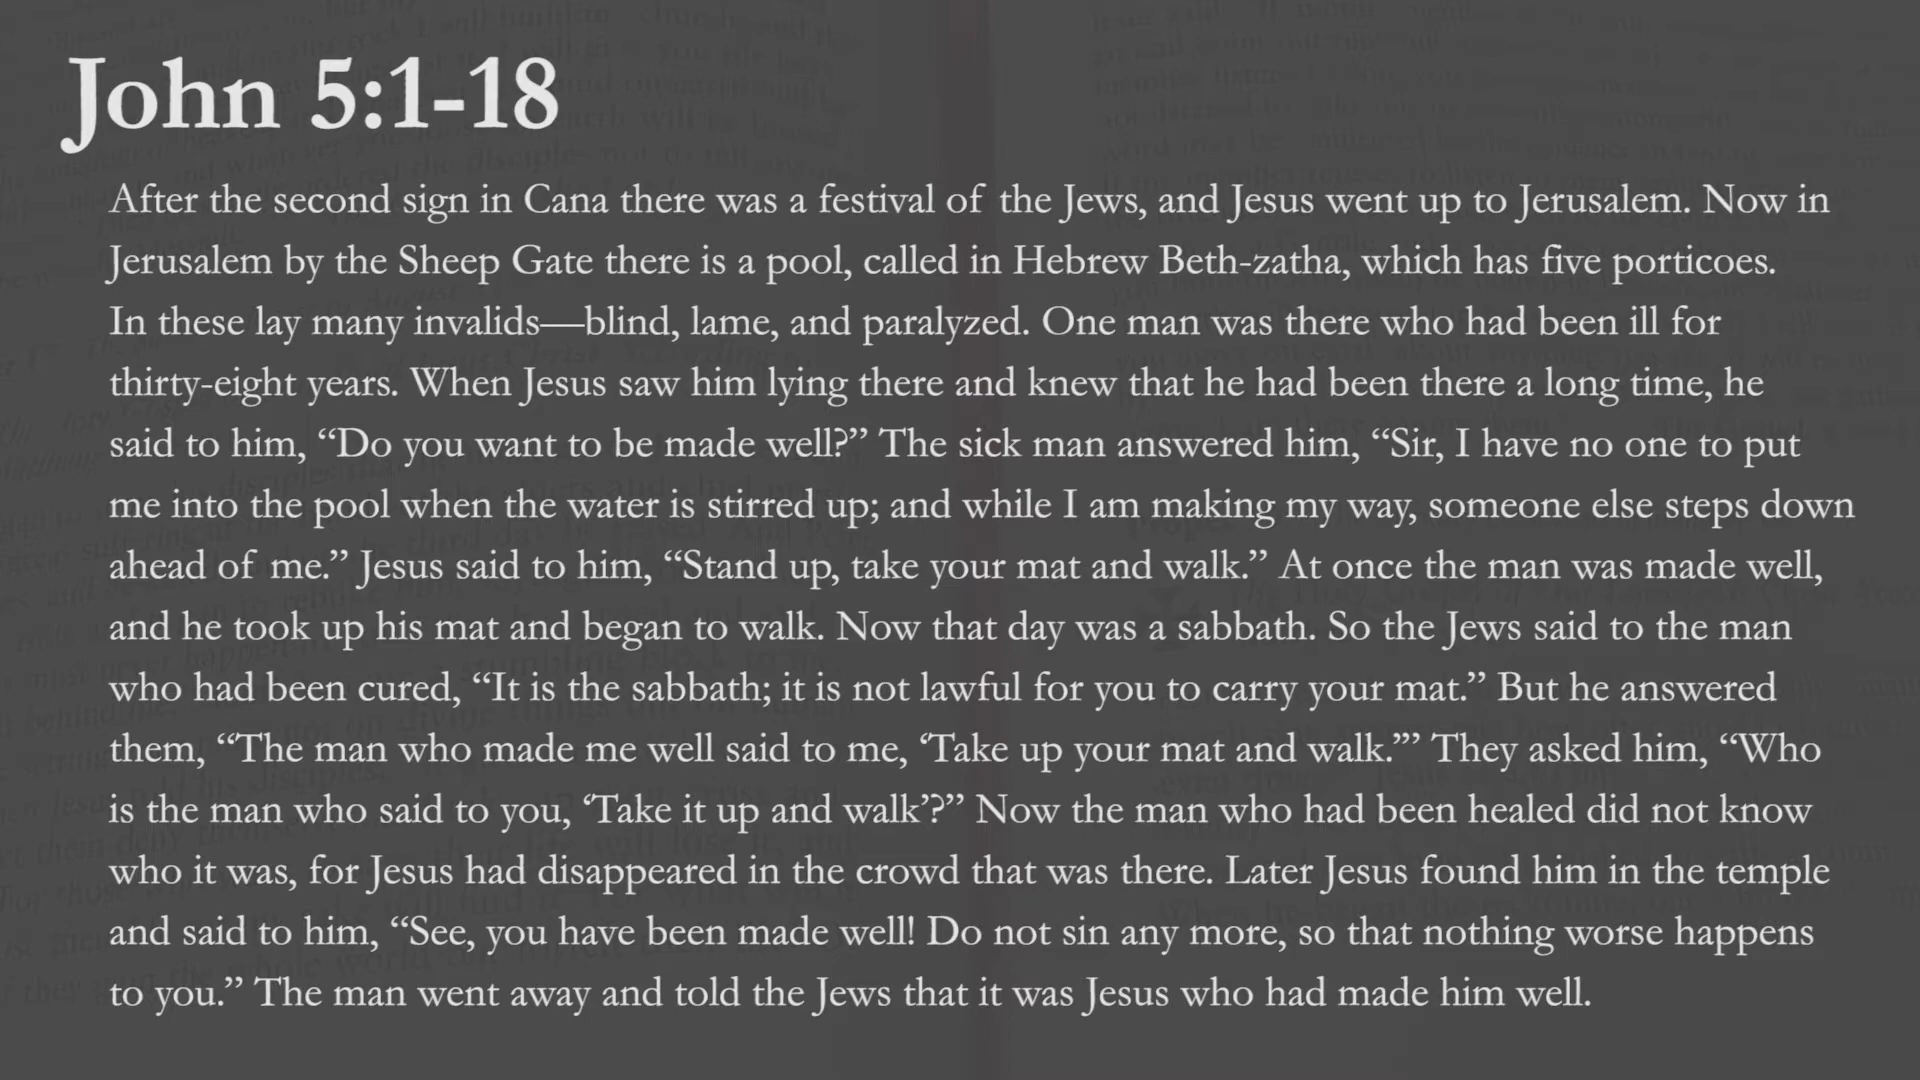 John 5:1-18
After the second sign in Cana there was a festival of the Jews, and Jesus went up to Jerusalem. Now in
Jerusalem by the Sheep Gate there is a pool, called in Hebrew Beth-zatha, which has five porticoes.
In these lay many invalids—blind, lame, and paralyzed. One man was there who had been ill for
thirty-eight years. When Jesus saw him lying there and knew that he had been there a long time, he
said to him, “Do you want to be made well?” The sick man answered him, “Sir, I have no one to put
me into the pool when the water is stirred up; and while I am making my way, someone else steps down
ahead of me.” Jesus said to him, “Stand up, take your mat and walk.” At once the man was made well,
and he took up his mat and began to walk. Now that day was a sabbath. So the Jews said to the man
who had been cured, “It is the sabbath; it is not lawful for you to carry your mat.” But he answered
them, “The man who made me well said to me, ‘Take up your mat and walk.’” They asked him, “Who
is the man who said to you, ‘Take it up and walk’?” Now the man who had been healed did not know
who it was, for Jesus had disappeared in the crowd that was there. Later Jesus found him in the temple
and said to him, “See, you have been made well! Do not sin any more, so that nothing worse happens
to you.” The man went away and told the Jews that it was Jesus who had made him well.